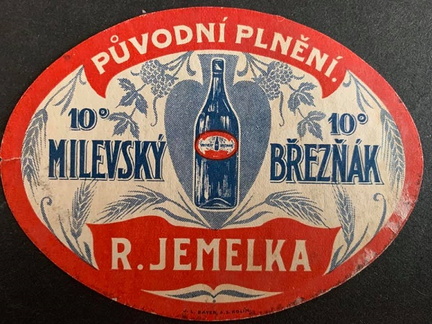 PŮVODNÍ PLNĚNÍ.
10° 10°
MILEVSKÝ BŘEZŇÁK
R. JEMELKA